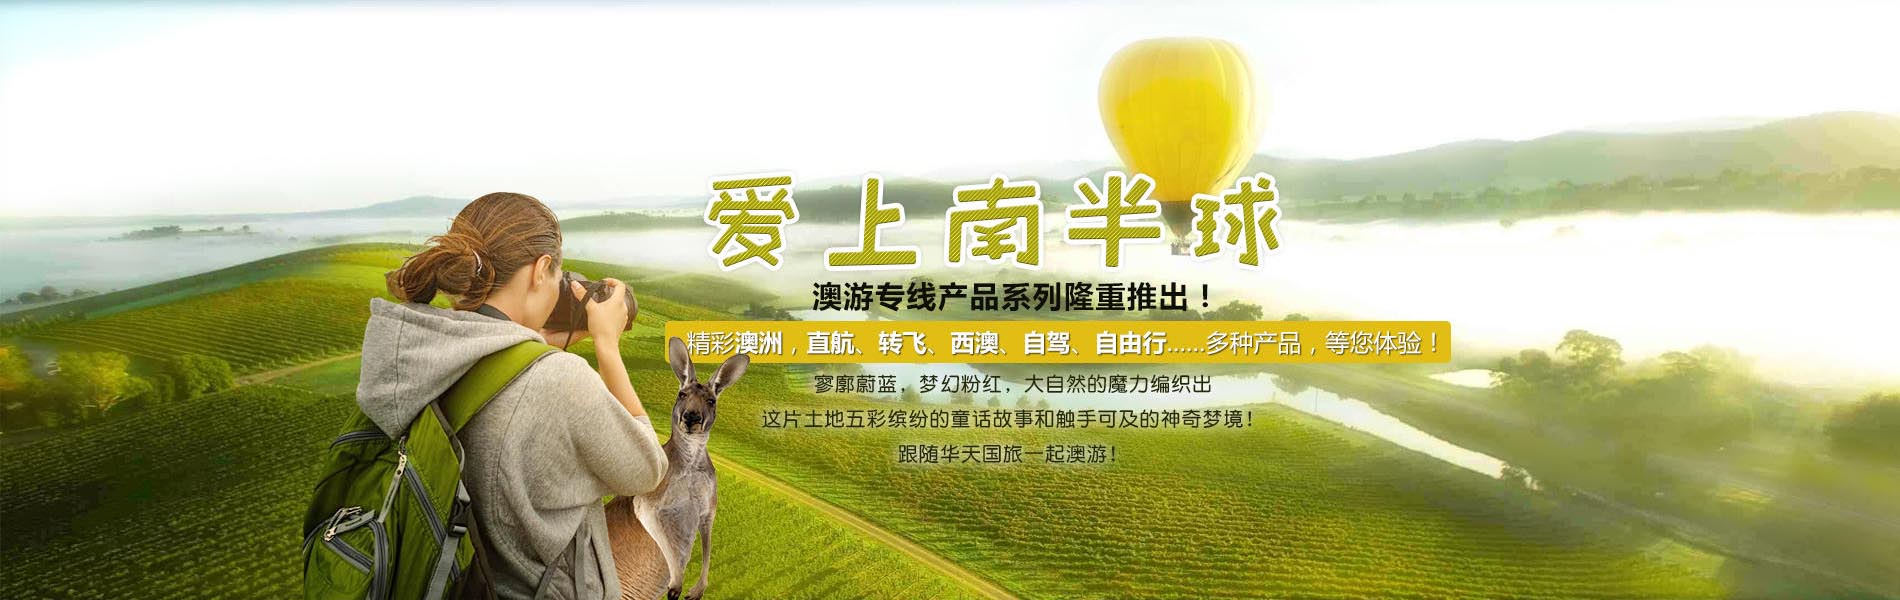 爱上南半球
澳游专线产品系列隆重推出！
精彩澳洲，直航、转飞、西澳、自驾、自由行……多种产品，等您体验！
寥廓蔚蓝，梦幻粉红，大自然的魔力编织出
这片土地五彩缤纷的童话故事和触手可及的神奇梦境！
跟随华天国旅一起澳游！